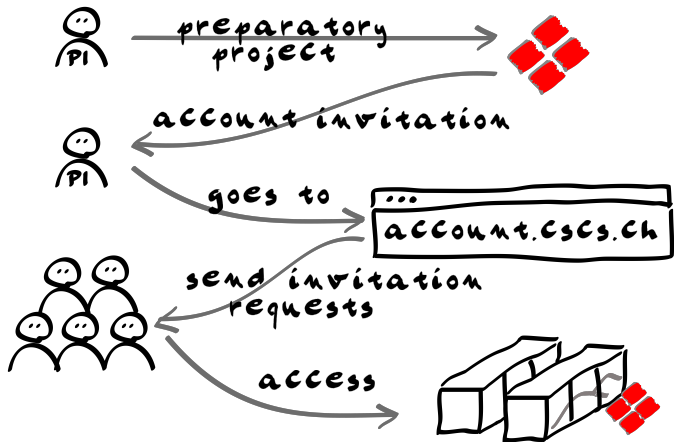 PI
preparatory
project
account invitation
PI
goes to
...
account.cscs.ch
send invitation
requests
access